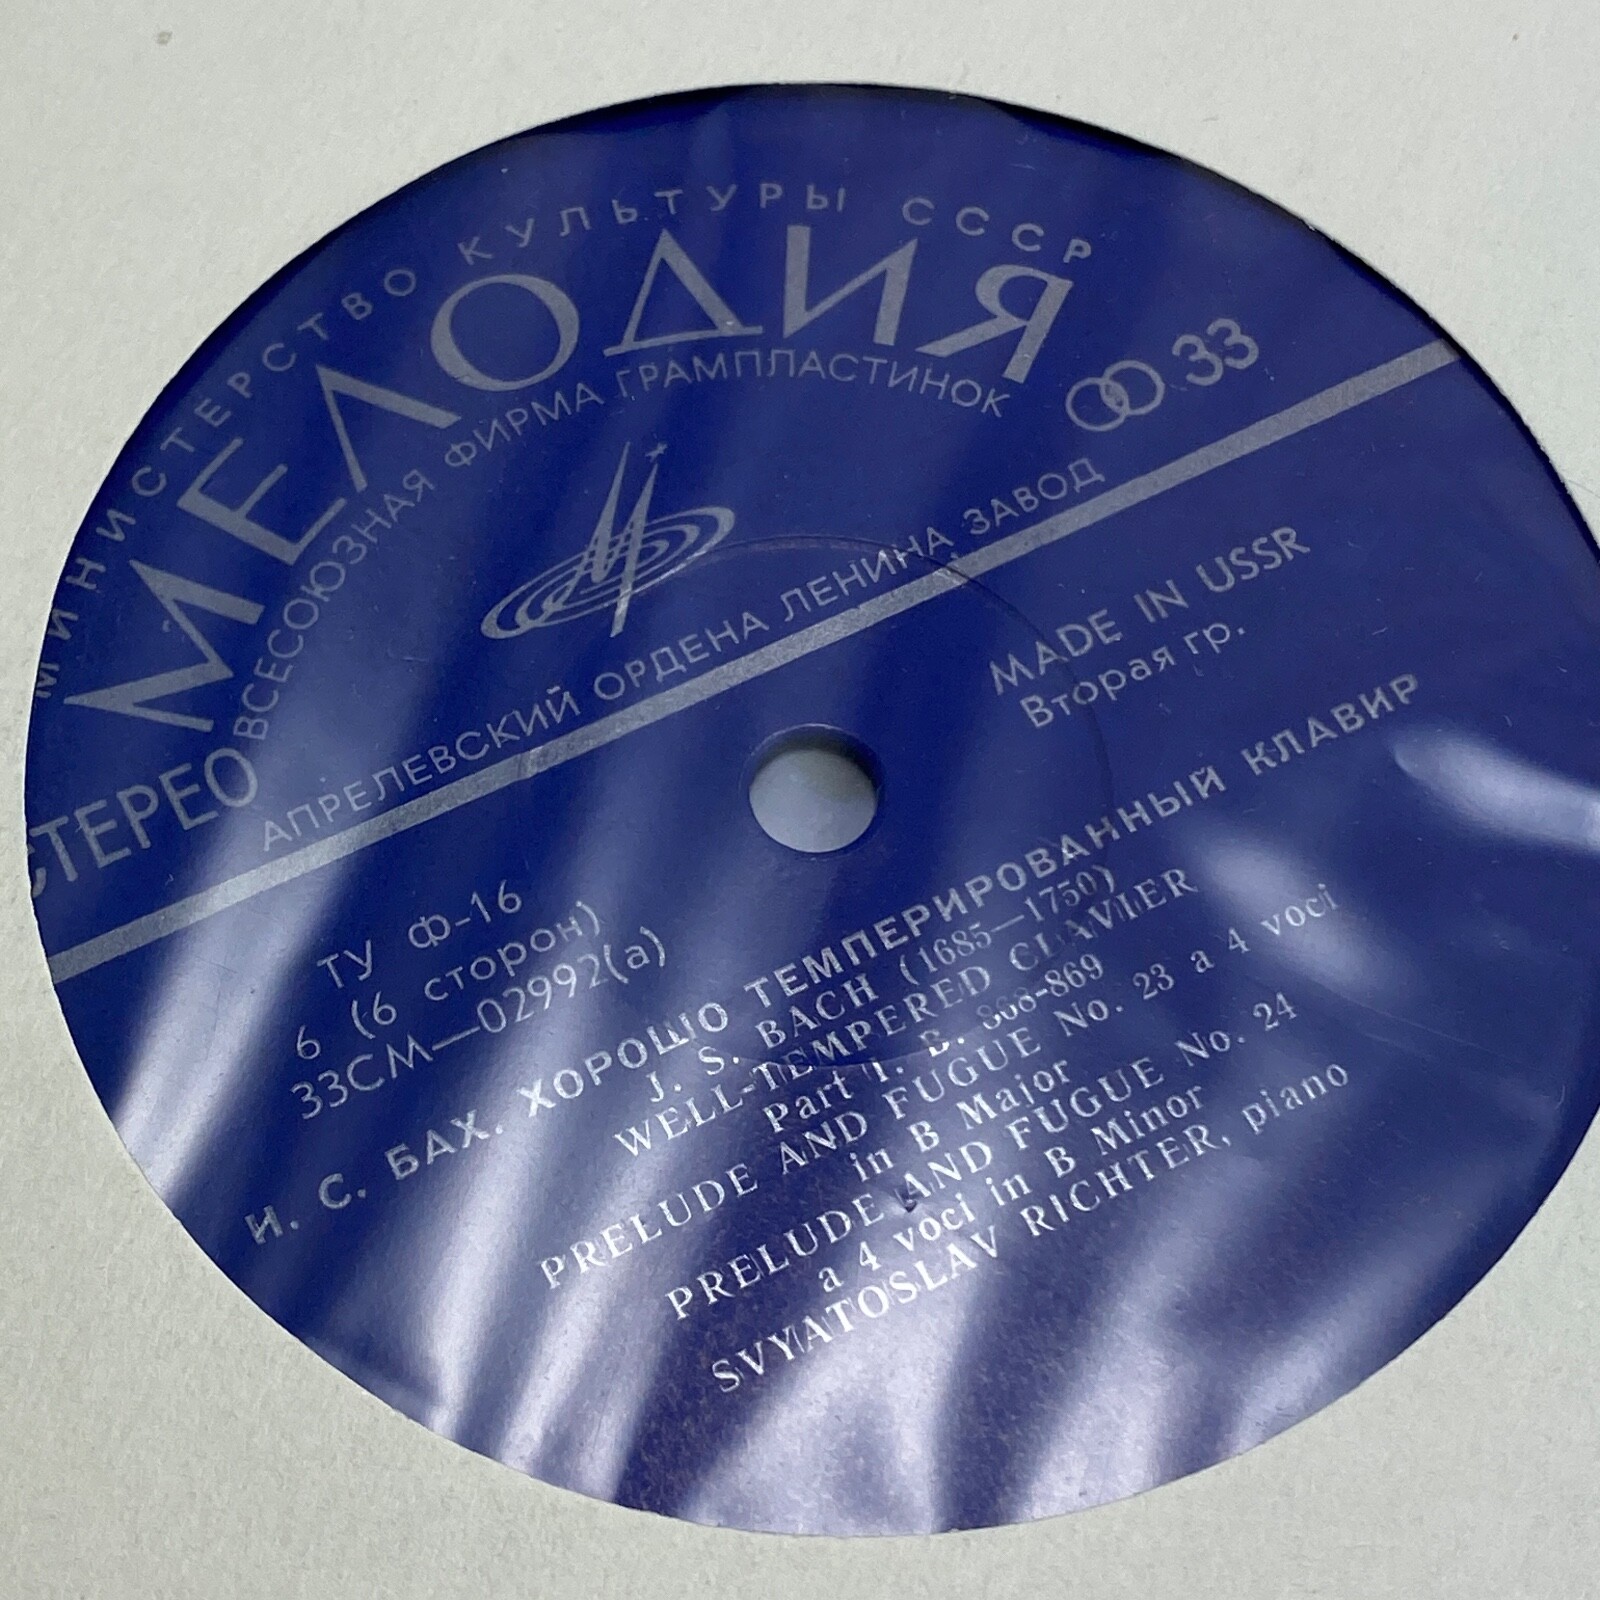 МИНИСТЕРСТВО КУЛЬТУРЫ СССР
МЕЛОДИЯ
ВСЕСОЮЗНАЯ ФИРМА ГРАМПЛАСТИНОК
33
СТЕРЕО
АПРЕЛЕВСКИЙ ОРДЕНА ЛЕНИНА ЗАВОД
MADE IN USSR
Вторая гр.
ТУ Ф-16
6 (6 сторон)
33СМ—02992(а)
И. С. БАХ. ХОРОШО ТЕМПЕРИРОВАННЫЙ КЛАВИР
J. S. BACH (1685—1750)
WELL-TEMPERED CLAVIER
Part I. B. 868-869
PRELUDE AND FUGUE No. 23 a 4 voci
in B Major
PRELUDE AND FUGUE No. 24
a 4 voci in B Minor
SVYATOSLAV RICHTER, piano